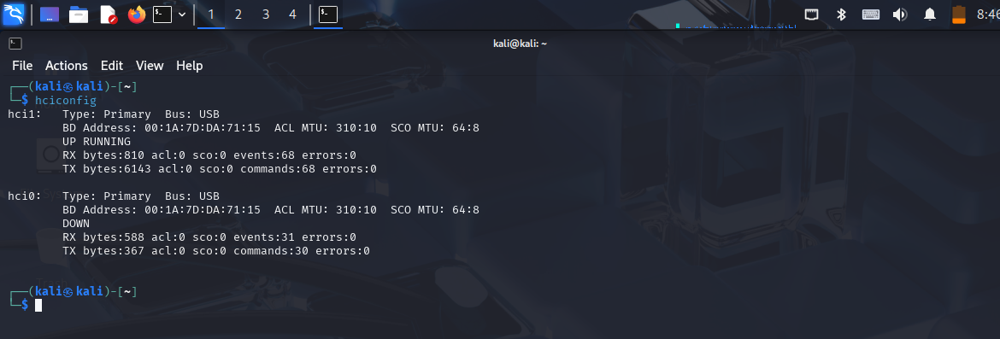 1 2 3 4 8:46
kali@kali: ~
File Actions Edit View Help
┌──(kali㉿kali)-[~]
└─$ hciconfig
hci1:   Type: Primary  Bus: USB
        BD Address: 00:1A:7D:DA:71:15  ACL MTU: 310:10  SCO MTU: 64:8
        UP RUNNING
        RX bytes:810 acl:0 sco:0 events:68 errors:0
        TX bytes:6143 acl:0 sco:0 commands:68 errors:0
hci0:   Type: Primary  Bus: USB
        BD Address: 00:1A:7D:DA:71:15  ACL MTU: 310:10  SCO MTU: 64:8
        DOWN
        RX bytes:588 acl:0 sco:0 events:31 errors:0
        TX bytes:367 acl:0 sco:0 commands:30 errors:0
┌──(kali㉿kali)-[~]
└─$